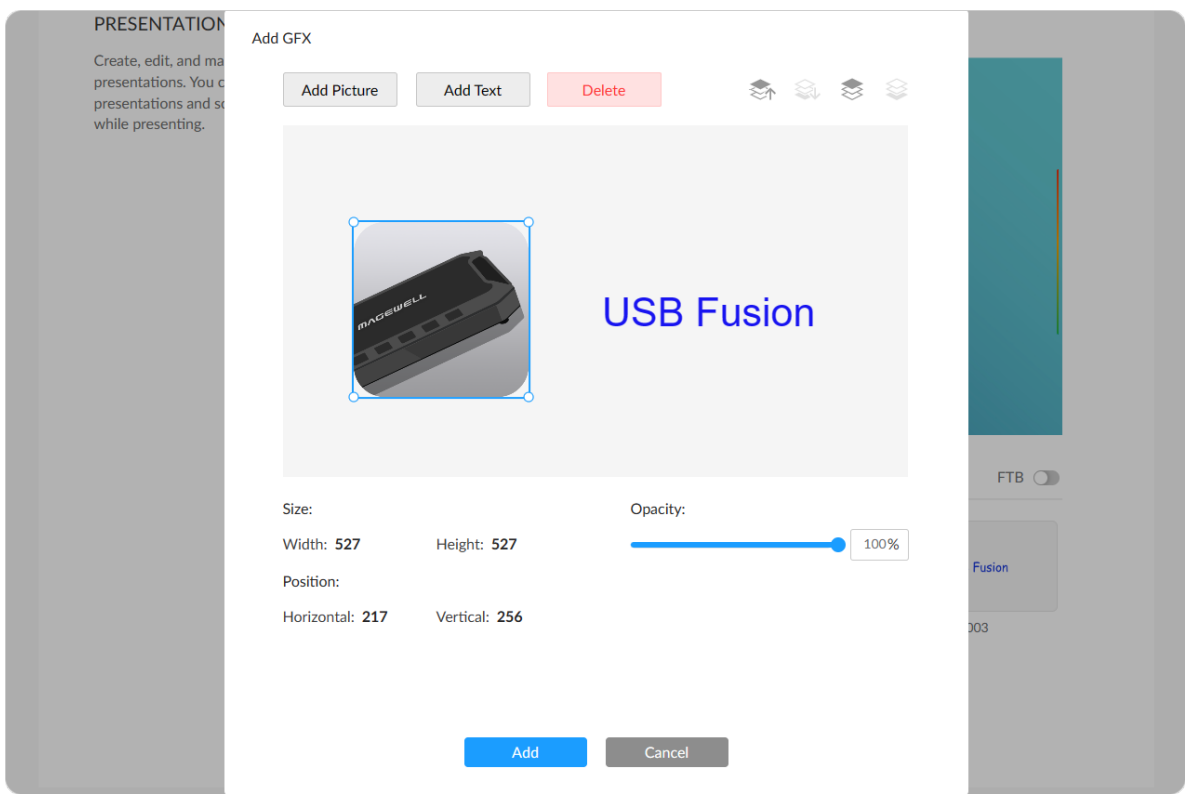 PRESENTATION
Create, edit, and ma
presentations. You c
presentations and so
while presenting.
Add GFX
Add Picture
Add Text
Delete
MAGEWELL
USB Fusion
Size:
Opacity:
Width: 527
Height: 527
100%
Position:
Horizontal: 217
Vertical: 256
FTB
Fusion
003
Add
Cancel